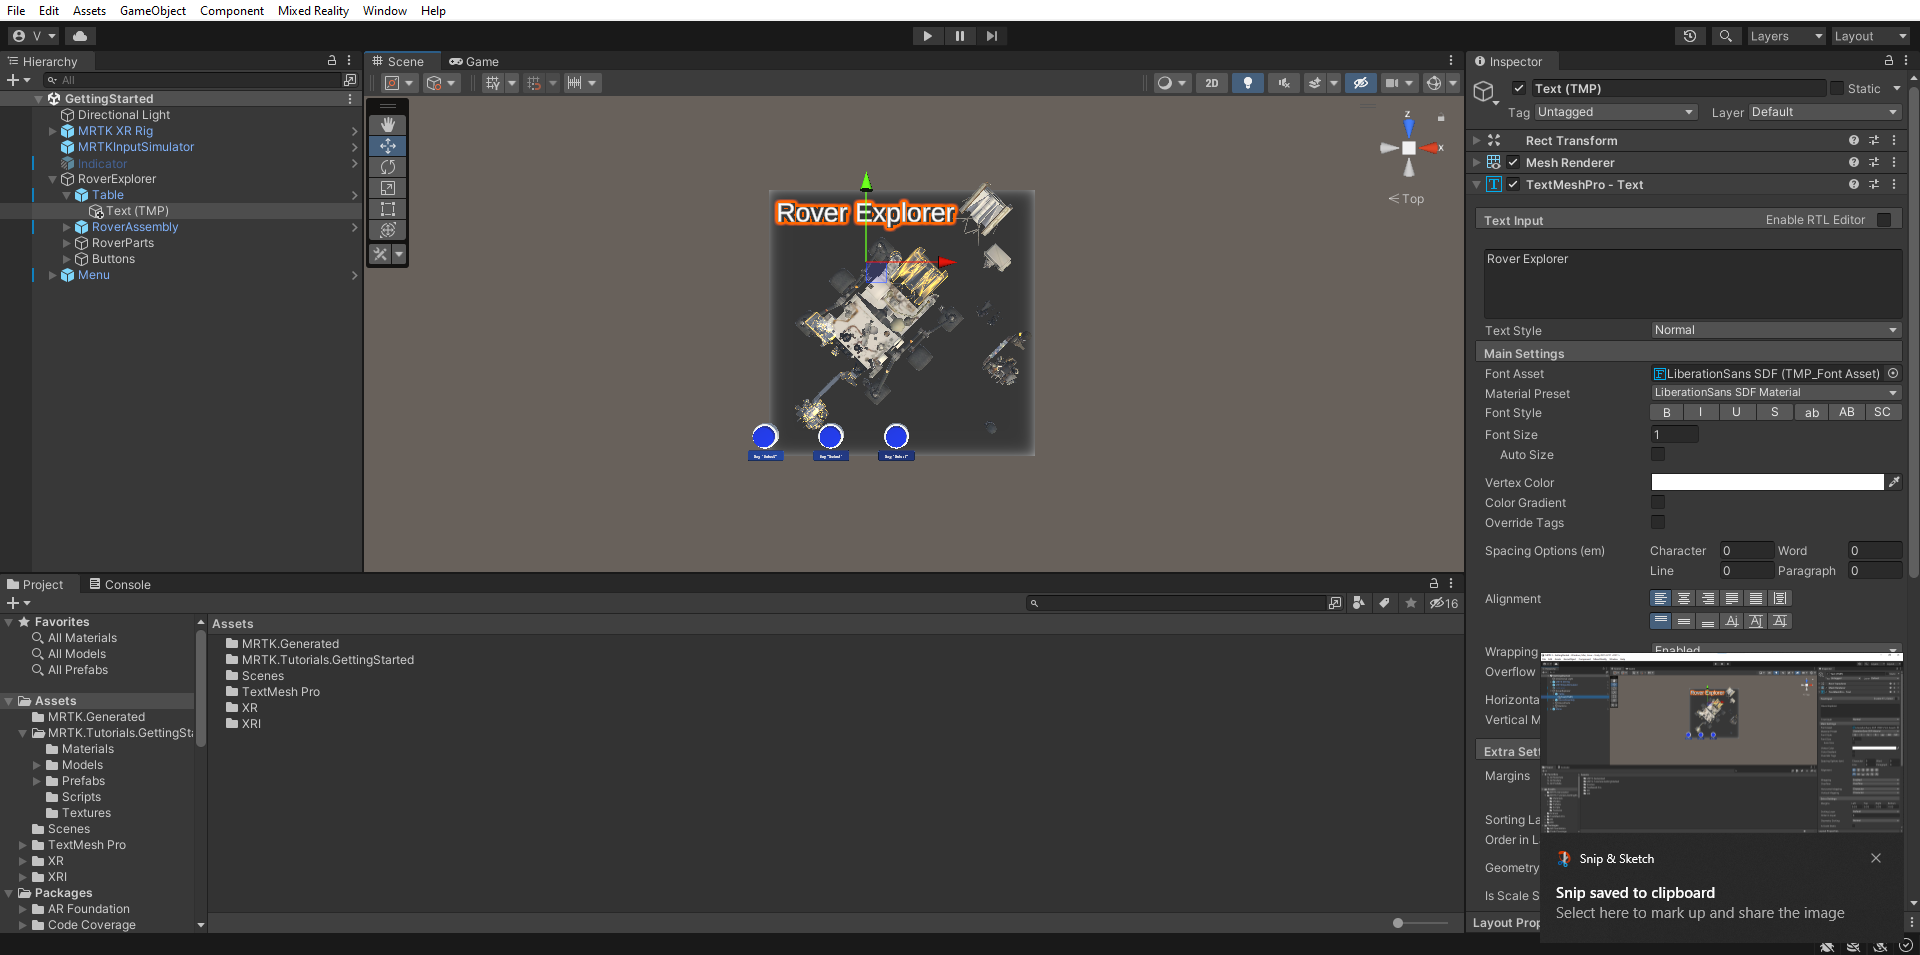 File Edit Assets GameObject Component Mixed Reality Window Help
V Layers Layout
Hierarchy
All
GettingStarted
Directional Light
MRTK XR Rig
MRTKInputSimulator
Indicator
RoverExplorer
Table
Text (TMP)
RoverAssembly
RoverParts
Buttons
Menu
Scene Game
2D
Z
X
< Top
Rover Explorer
Inspector
Text (TMP) Static
Tag Untagged Layer Default
Rect Transform
Mesh Renderer
TextMeshPro - Text
Text Input Enable RTL Editor
Rover Explorer
Text Style Normal
Main Settings
Font Asset LiberationSans SDF (TMP_Font Asset)
Material Preset LiberationSans SDF Material
Font Style B I U S ab AB SC
Font Size 1
Auto Size
Vertex Color
Color Gradient
Override Tags
Spacing Options (em) Character 0 Word 0
Line 0 Paragraph 0
Alignment
Wrapping Enabled
Overflow
Horizonta
Vertical M
Extra Sett
Margins
Sorting La
Order in L
Geometry
Is Scale S
Layout Prop
Rover Explorer
Snip & Sketch
Snip saved to clipboard
Select here to mark up and share the image
Project Console
16
Favorites
All Materials
All Models
All Prefabs
Assets
MRTK.Generated
MRTK.Tutorials.GettingSta
Materials
Models
Prefabs
Scripts
Textures
Scenes
TextMesh Pro
XR
XRI
Packages
AR Foundation
Code Coverage
Assets
MRTK.Generated
MRTK.Tutorials.GettingStarted
Scenes
TextMesh Pro
XR
XRI